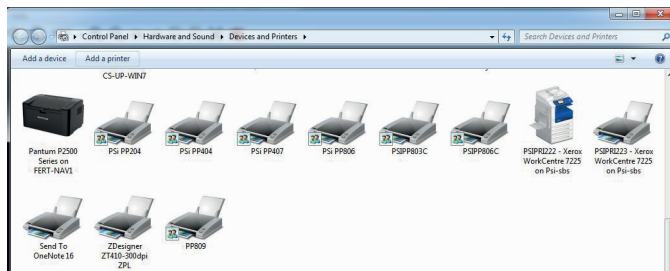 Control Panel ▸ Hardware and Sound ▸ Devices and Printers ▸
Search Devices and Printers
Add a device Add a printer
CS-UP-WIN7
Pantum P2500
Series on
FERT-NAV1
PSi PP204
PSi PP404
PSi PP407
PSi PP806
PSIPP803C
PSIPP806C
PSIPRI222 - Xerox
WorkCentre 7225
on Psi-sbs
PSIPRI223 - Xerox
WorkCentre 7225
on Psi-sbs
Send To
OneNote 16
ZDesigner
ZT410-300dpi
ZPL
PP809